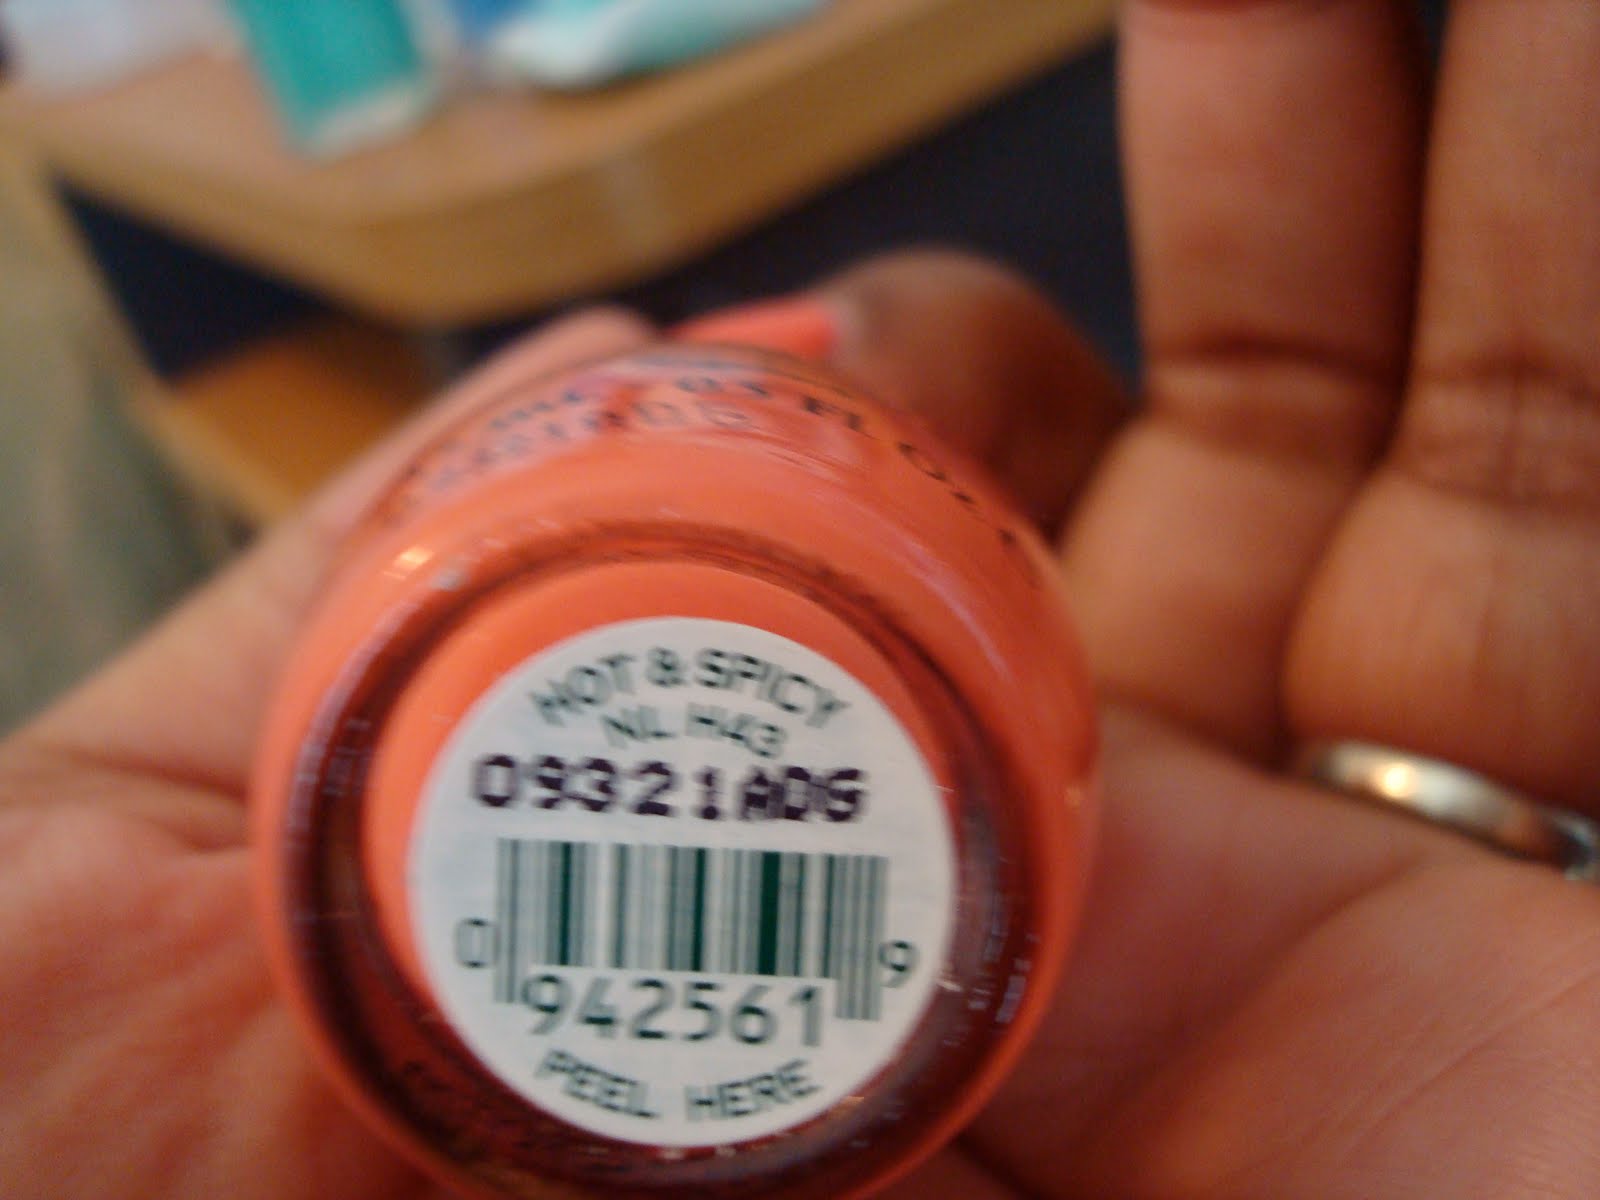 HOT & SPICY
NL H43
09321ADG
0 942561 9
PEEL HERE